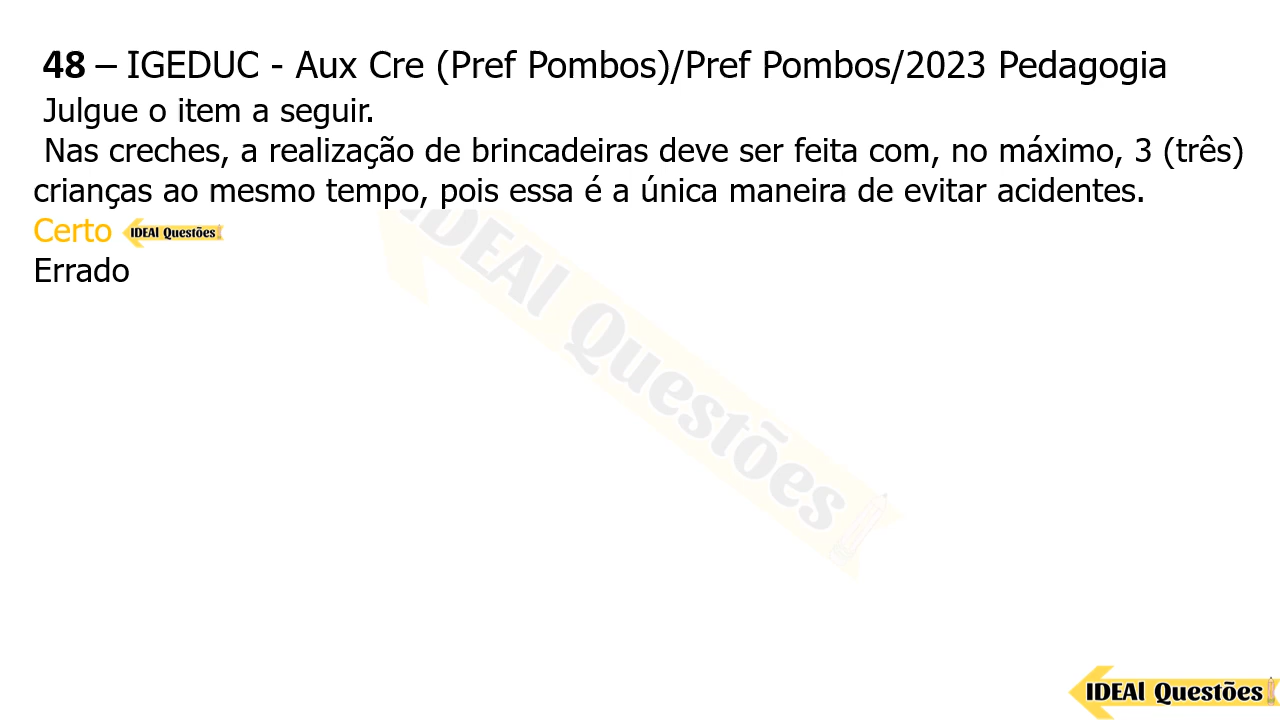 48 – IGEDUC - Aux Cre (Pref Pombos)/Pref Pombos/2023 Pedagogia
Julgue o item a seguir.
Nas creches, a realização de brincadeiras deve ser feita com, no máximo, 3 (três)
crianças ao mesmo tempo, pois essa é a única maneira de evitar acidentes.
Certo IDEAl Questões
Errado
IDEAl Questões
IDEAl Questões